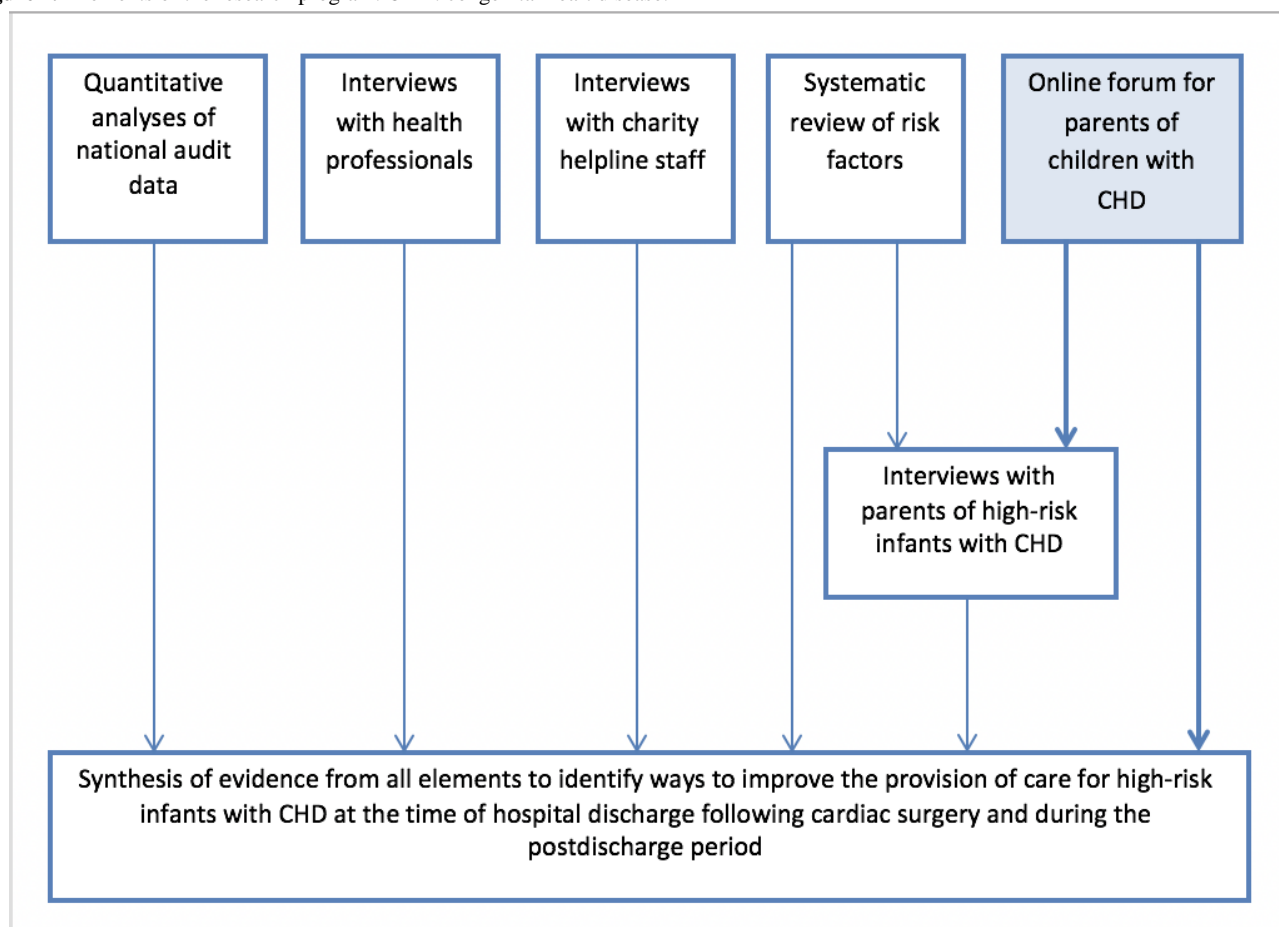 Quantitative
analyses of
national audit
data
Interviews
with health
professionals
Interviews
with charity
helpline staff
Systematic
review of risk
factors
Online forum for
parents of
children with
CHD
Interviews with
parents of high-risk
infants with CHD
Synthesis of evidence from all elements to identify ways to improve the provision of care for high-risk
infants with CHD at the time of hospital discharge following cardiac surgery and during the
postdischarge period